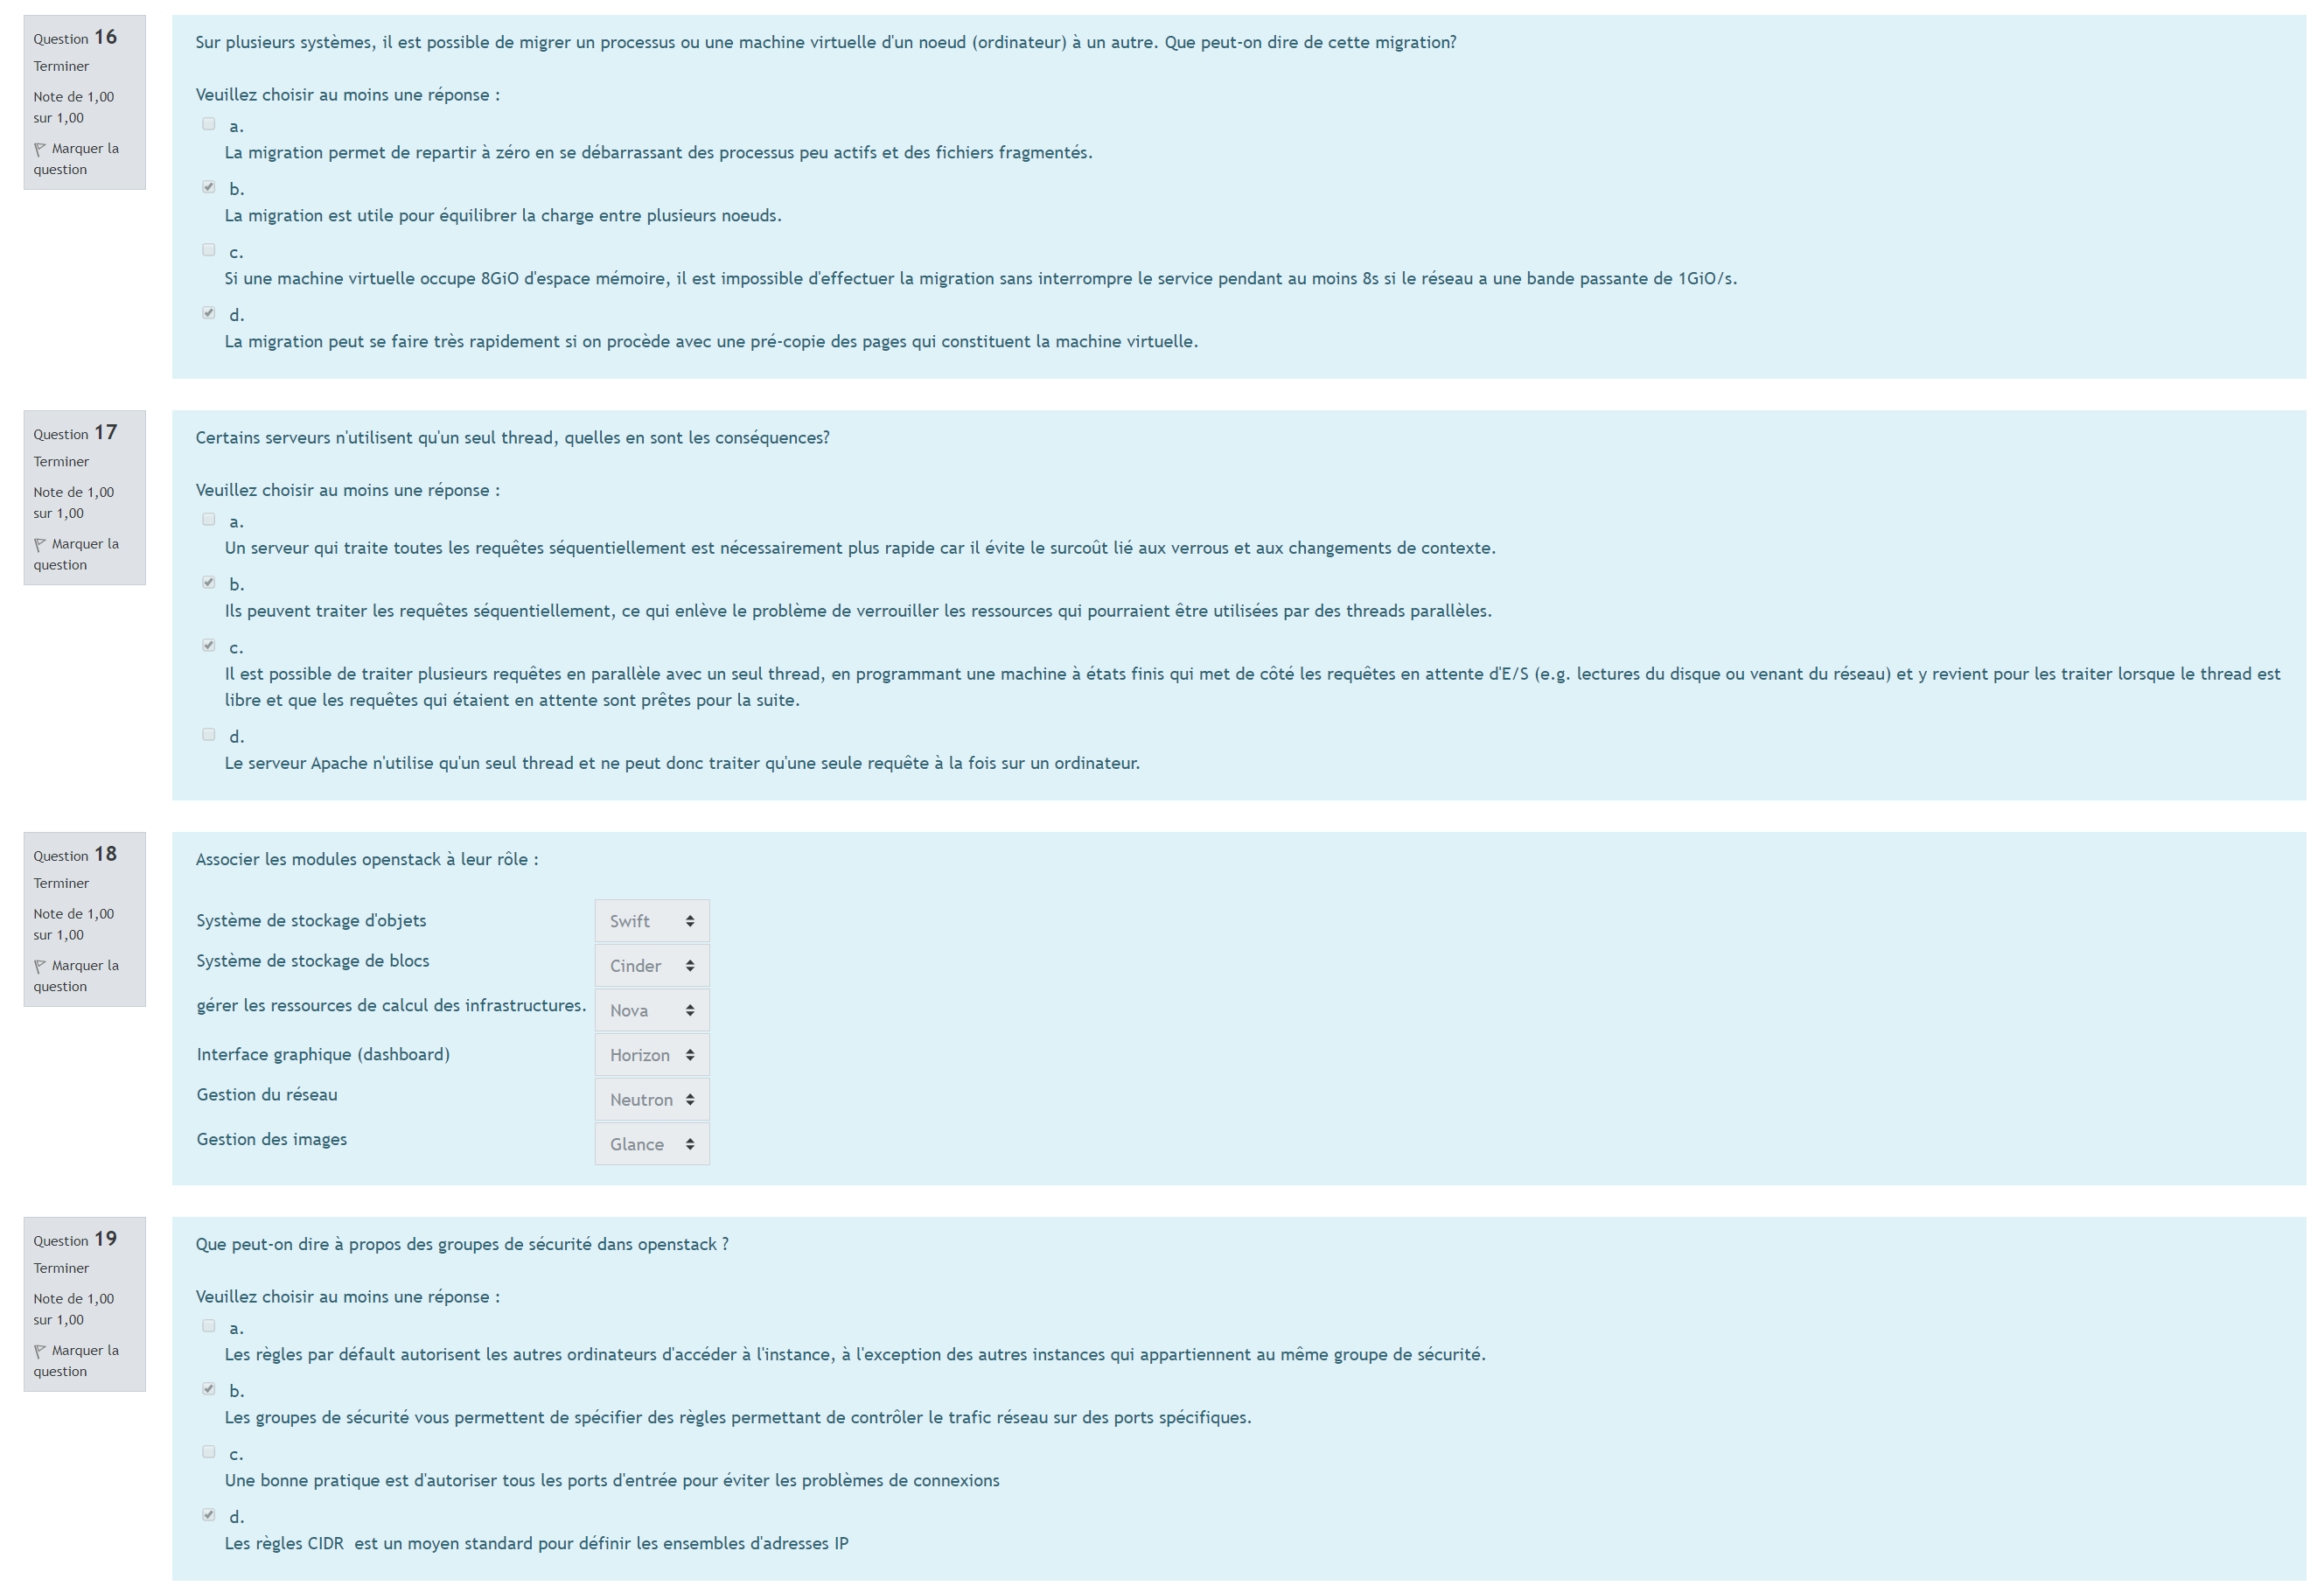 Question 16
Terminer
Note de 1,00
sur 1,00
Marquer la
question
Sur plusieurs systèmes, il est possible de migrer un processus ou une machine virtuelle d'un noeud (ordinateur) à un autre. Que peut-on dire de cette migration?
Veuillez choisir au moins une réponse :
a.
La migration permet de repartir à zéro en se débarrassant des processus peu actifs et des fichiers fragmentés.
b.
La migration est utile pour équilibrer la charge entre plusieurs noeuds.
c.
Si une machine virtuelle occupe 8GiO d'espace mémoire, il est impossible d'effectuer la migration sans interrompre le service pendant au moins 8s si le réseau a une bande passante de 1GiO/s.
d.
La migration peut se faire très rapidement si on procède avec une pré-copie des pages qui constituent la machine virtuelle.
Question 17
Terminer
Note de 1,00
sur 1,00
Marquer la
question
Certains serveurs n'utilisent qu'un seul thread, quelles en sont les conséquences?
Veuillez choisir au moins une réponse :
a.
Un serveur qui traite toutes les requêtes séquentiellement est nécessairement plus rapide car il évite le surcoût lié aux verrous et aux changements de contexte.
b.
Ils peuvent traiter les requêtes séquentiellement, ce qui enlève le problème de verrouiller les ressources qui pourraient être utilisées par des threads parallèles.
c.
Il est possible de traiter plusieurs requêtes en parallèle avec un seul thread, en programmant une machine à états finis qui met de côté les requêtes en attente d'E/S (e.g. lectures du disque ou venant du réseau) et y revient pour les traiter lorsque le thread est
libre et que les requêtes qui étaient en attente sont prêtes pour la suite.
d.
Le serveur Apache n'utilise qu'un seul thread et ne peut donc traiter qu'une seule requête à la fois sur un ordinateur.
Question 18
Terminer
Note de 1,00
sur 1,00
Marquer la
question
Associer les modules openstack à leur rôle :
Système de stockage d'objets Swift
Système de stockage de blocs Cinder
gérer les ressources de calcul des infrastructures. Nova
Interface graphique (dashboard) Horizon
Gestion du réseau Neutron
Gestion des images Glance
Question 19
Terminer
Note de 1,00
sur 1,00
Marquer la
question
Que peut-on dire à propos des groupes de sécurité dans openstack ?
Veuillez choisir au moins une réponse :
a.
Les règles par défault autorisent les autres ordinateurs d'accéder à l'instance, à l'exception des autres instances qui appartiennent au même groupe de sécurité.
b.
Les groupes de sécurité vous permettent de spécifier des règles permettant de contrôler le trafic réseau sur des ports spécifiques.
c.
Une bonne pratique est d'autoriser tous les ports d'entrée pour éviter les problèmes de connexions
d.
Les règles CIDR est un moyen standard pour définir les ensembles d'adresses IP